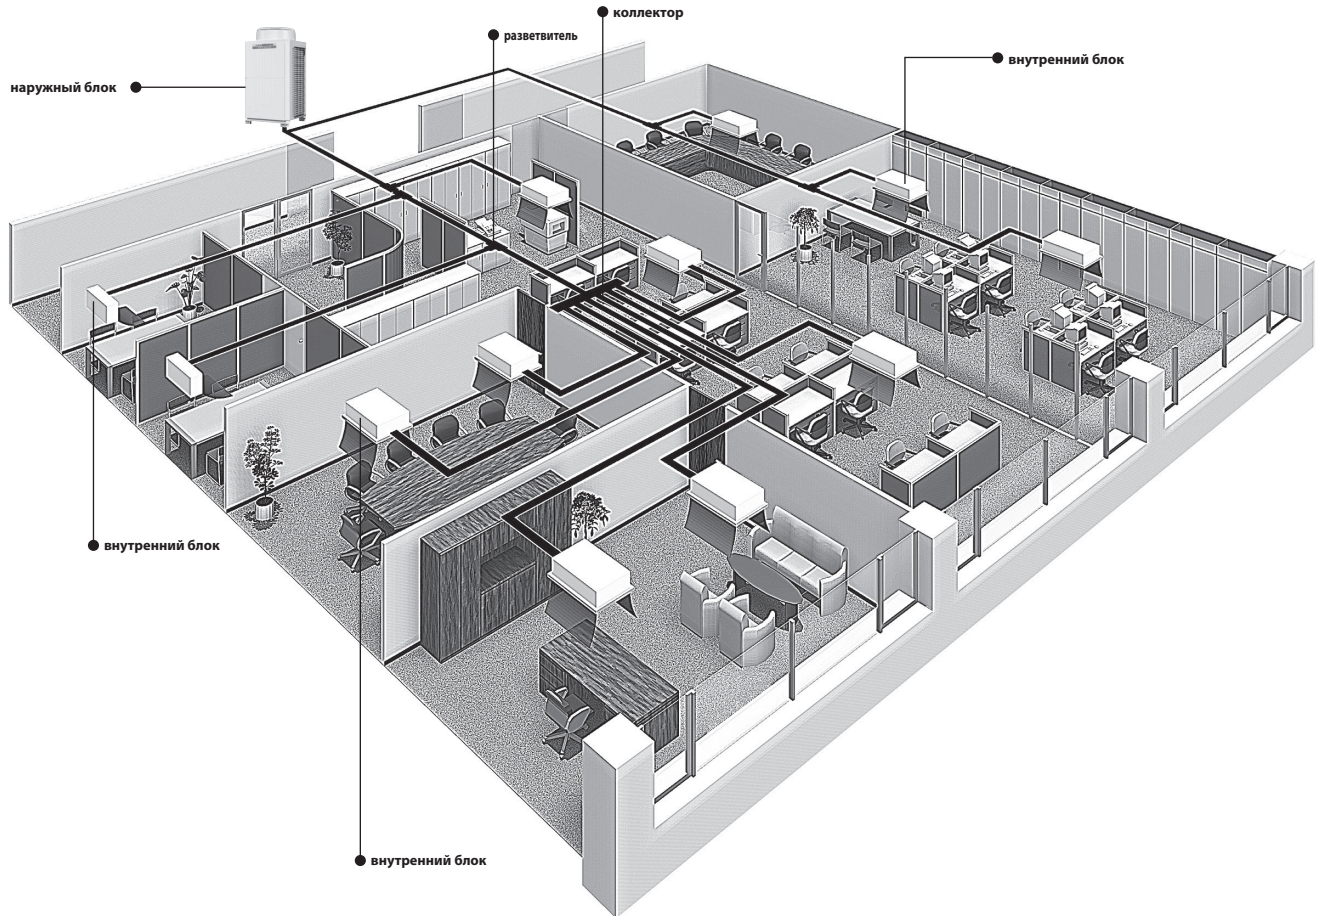 коллектор
разветвитель
внутренний блок
наружный блок
внутренний блок
внутренний блок